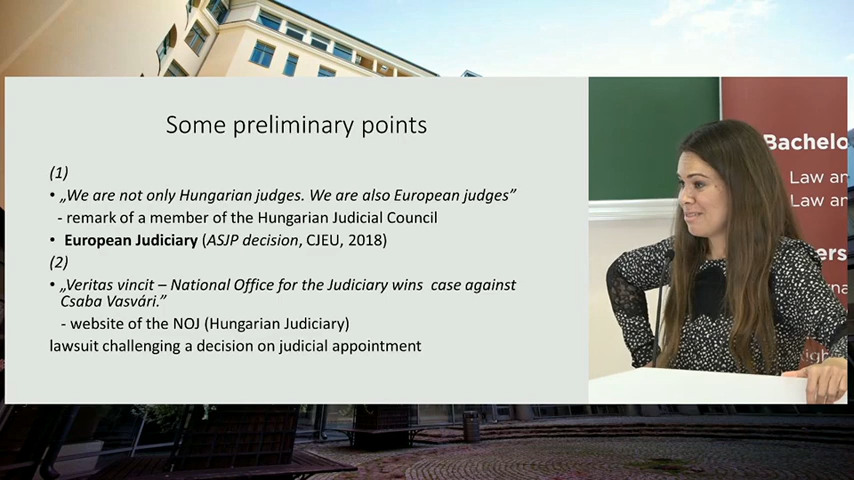 Some preliminary points
(1)
• „We are not only Hungarian judges. We are also European judges”
- remark of a member of the Hungarian Judicial Council
• European Judiciary (ASJP decision, CJEU, 2018)
(2)
• „Veritas vincit – National Office for the Judiciary wins case against
Csaba Vasvári.”
- website of the NOJ (Hungarian Judiciary)
lawsuit challenging a decision on judicial appointment
Bachelo
Law an
Law an
ers
rna
igh